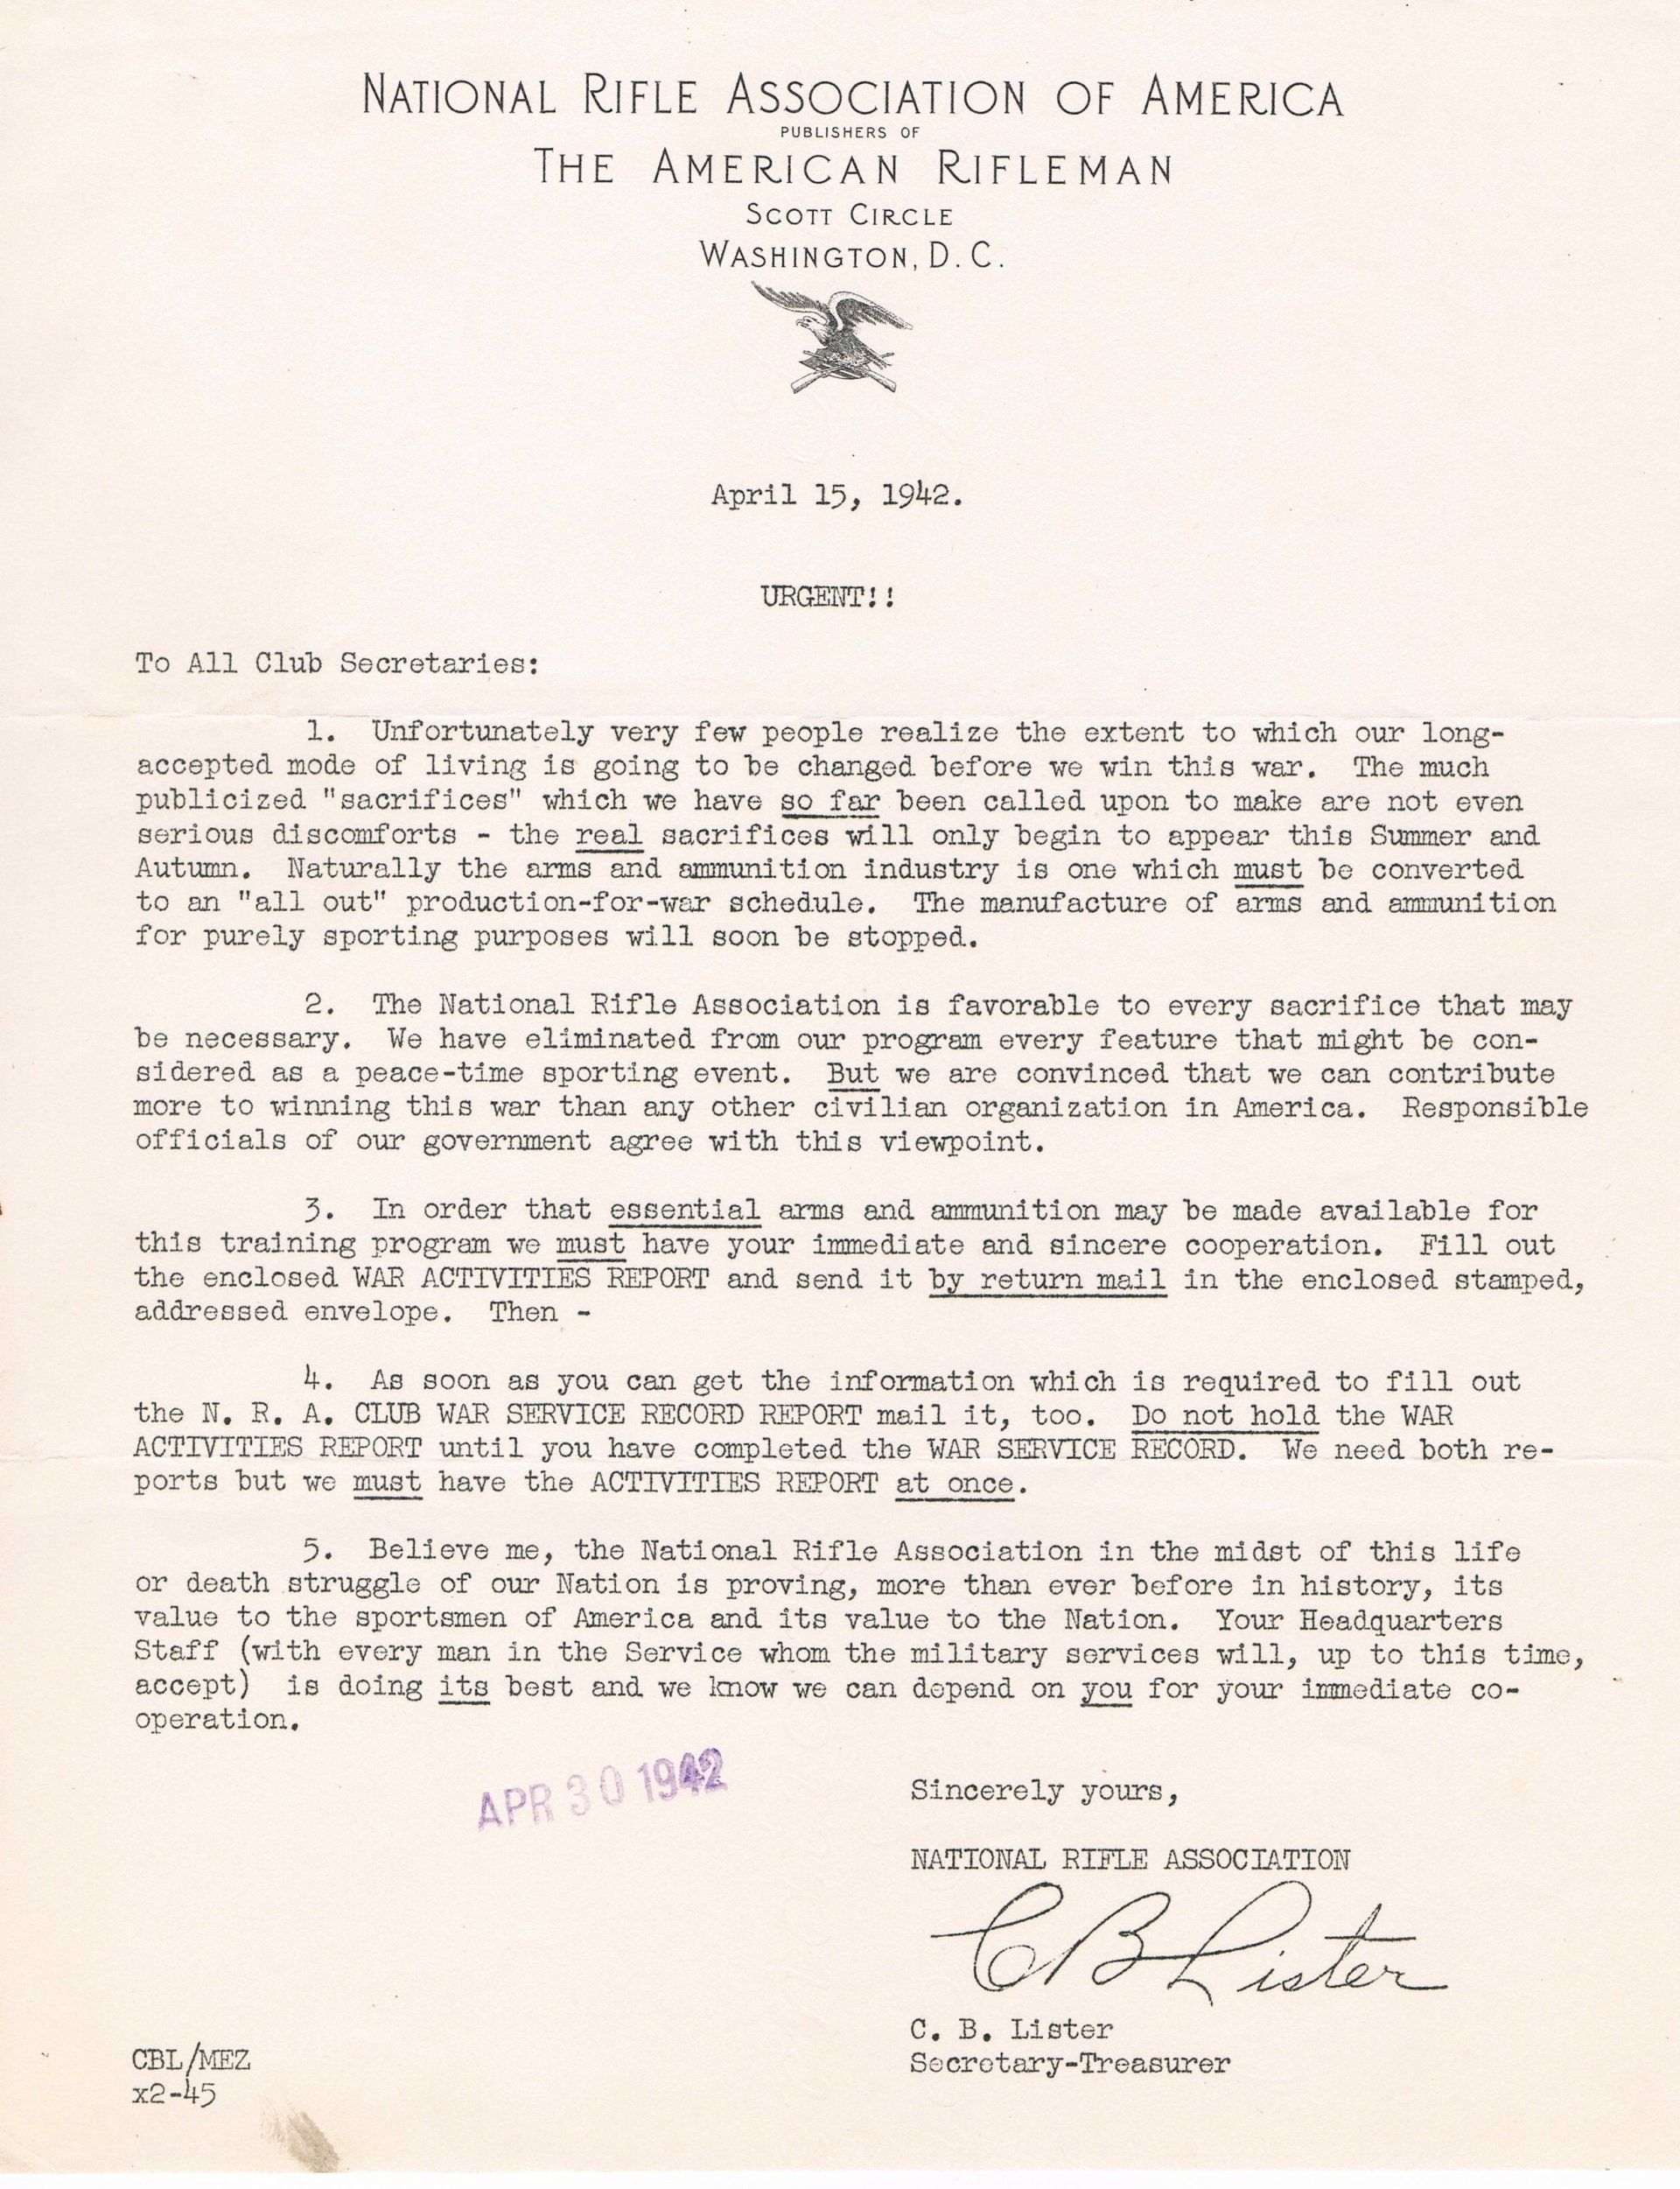 NATIONAL RIFLE ASSOCIATION OF AMERICA
PUBLISHERS OF
THE AMERICAN RIFLEMAN
SCOTT CIRCLE
WASHINGTON, D. C.
April 15, 1942.
URGENT!!
To All Club Secretaries:
1. Unfortunately very few people realize the extent to which our long-
accepted mode of living is going to be changed before we win this war. The much
publicized "sacrifices" which we have so far been called upon to make are not even
serious discomforts - the real sacrifices will only begin to appear this Summer and
Autumn. Naturally the arms and ammunition industry is one which must be converted
to an "all out" production-for-war schedule. The manufacture of arms and ammunition
for purely sporting purposes will soon be stopped.
2. The National Rifle Association is favorable to every sacrifice that may
be necessary. We have eliminated from our program every feature that might be con-
sidered as a peace-time sporting event. But we are convinced that we can contribute
more to winning this war than any other civilian organization in America. Responsible
officials of our government agree with this viewpoint.
3. In order that essential arms and ammunition may be made available for
this training program we must have your immediate and sincere cooperation. Fill out
the enclosed WAR ACTIVITIES REPORT and send it by return mail in the enclosed stamped,
addressed envelope. Then -
4. As soon as you can get the information which is required to fill out
the N. R. A. CLUB WAR SERVICE RECORD REPORT mail it, too. Do not hold the WAR
ACTIVITIES REPORT until you have completed the WAR SERVICE RECORD. We need both re-
ports but we must have the ACTIVITIES REPORT at once.
5. Believe me, the National Rifle Association in the midst of this life
or death struggle of our Nation is proving, more than ever before in history, its
value to the sportsmen of America and its value to the Nation. Your Headquarters
Staff (with every man in the Service whom the military services will, up to this time,
accept) is doing its best and we know we can depend on you for your immediate co-
operation.
APR 30 1942
Sincerely yours,
NATIONAL RIFLE ASSOCIATION
C B Lister
C. B. Lister
Secretary-Treasurer
CBL/MEZ
x2-45